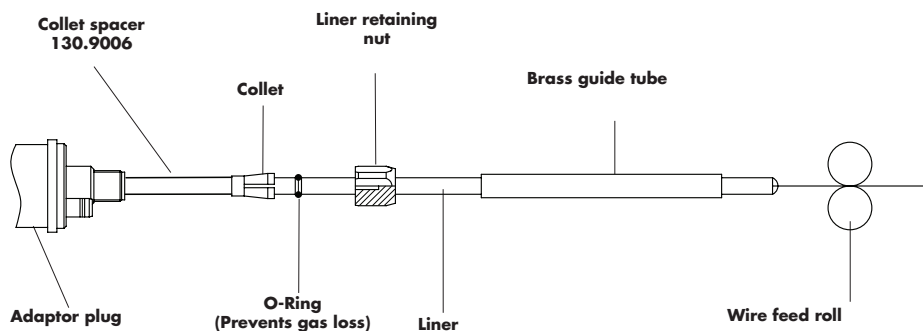 Collet spacer
130.9006
Liner retaining
nut
Collet
Brass guide tube
Adaptor plug
O-Ring
(Prevents gas loss)
Liner
Wire feed roll